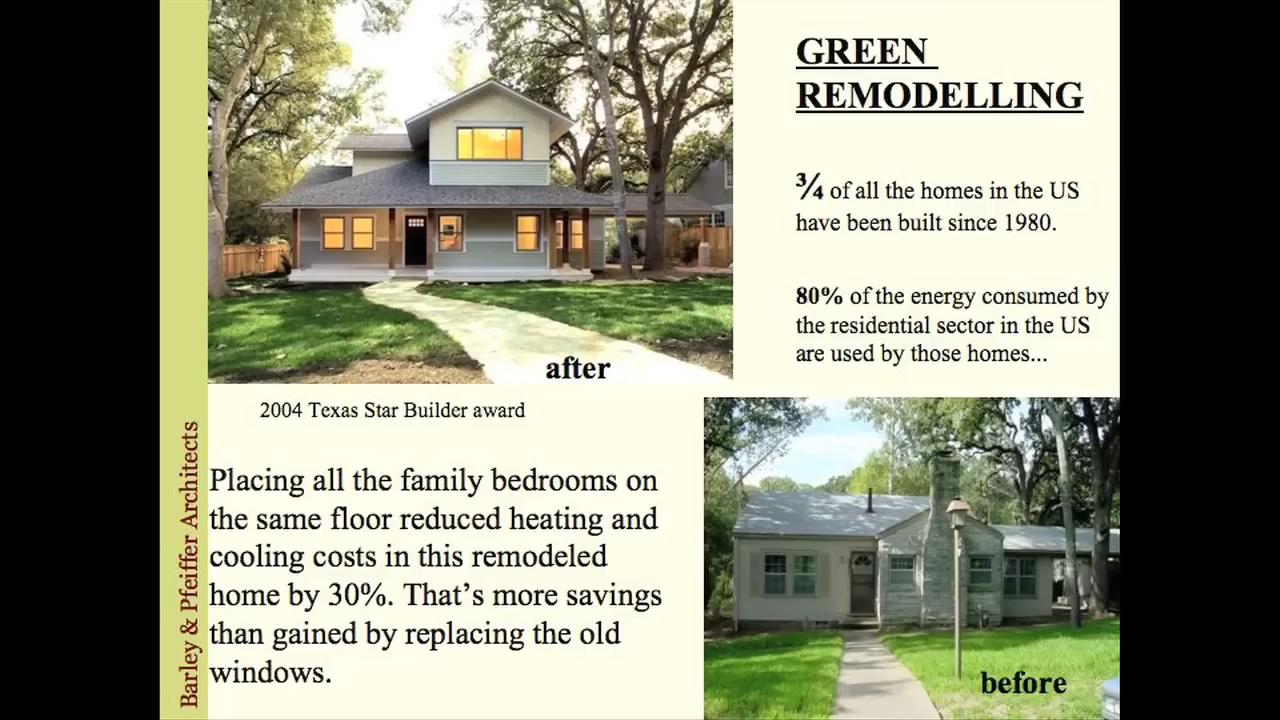 GREEN
REMODELLING
¾ of all the homes in the US
have been built since 1980.
80% of the energy consumed by
the residential sector in the US
are used by those homes...
after
2004 Texas Star Builder award
Placing all the family bedrooms on
the same floor reduced heating and
cooling costs in this remodeled
home by 30%. That’s more savings
than gained by replacing the old
windows.
before
Barley & Pfeiffer Architects